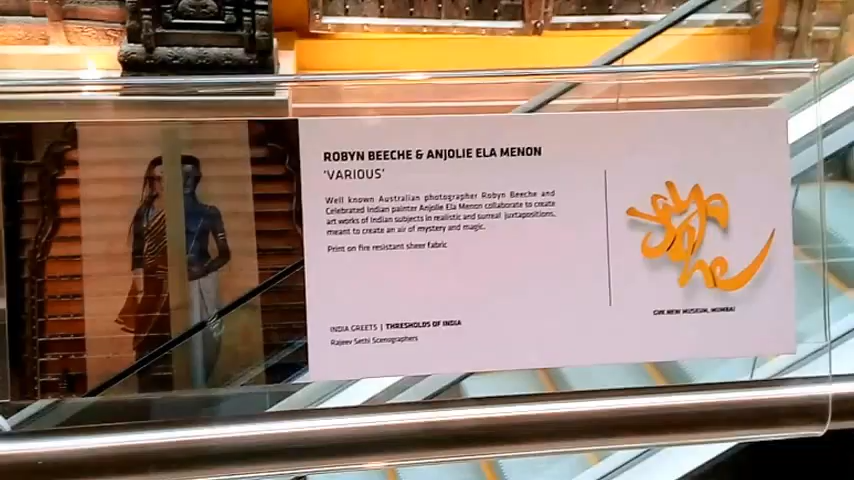 ROBYN BEECHE & ANJOLIE ELA MENON
'VARIOUS'
Well known Australian photographer Robyn Beeche and
Celebrated Indian painter Anjolie Ela Menon collaborate to create
art works of Indian subjects in realistic and surreal juxtapositions,
meant to create an air of mystery and magic.
Print on fire resistant sheer fabric
INDIA GREETS | THRESHOLDS OF INDIA
Rajeev Sethi Scenographers
jaya he
GVK NEW MUSEUM, MUMBAI